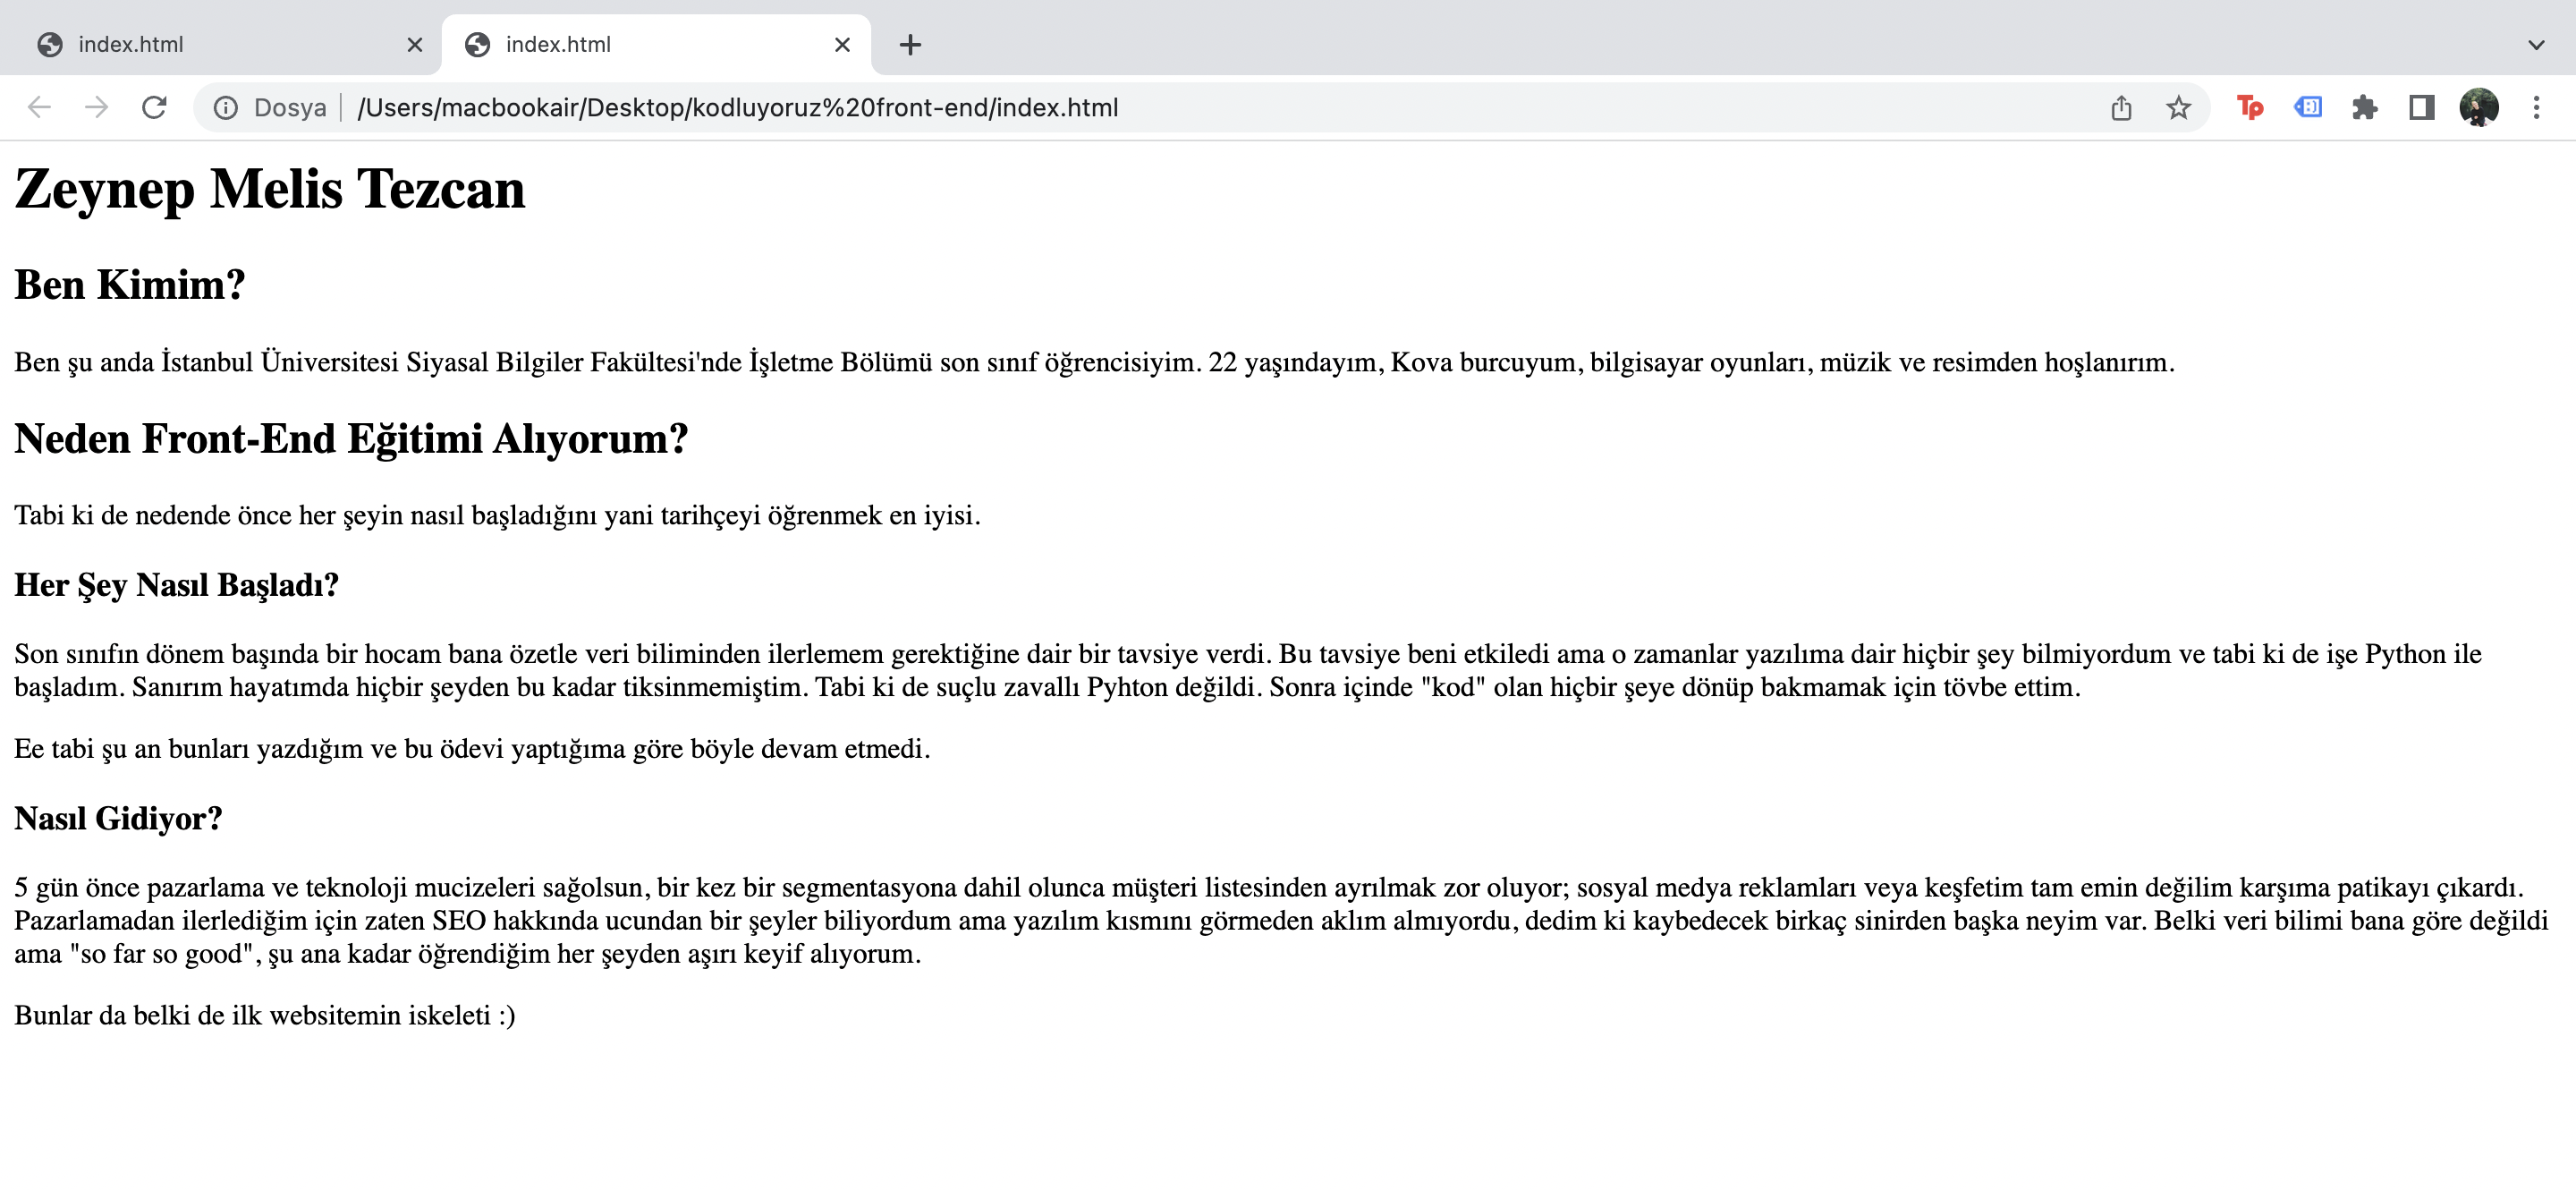 index.html
index.html
Dosya
/Users/macbookair/Desktop/kodluyoruz%20front-end/index.html
Tp
Zeynep Melis Tezcan
Ben Kimim?
Ben şu anda İstanbul Üniversitesi Siyasal Bilgiler Fakültesi'nde İşletme Bölümü son sınıf öğrencisiyim. 22 yaşındayım, Kova burcuyum, bilgisayar oyunları, müzik ve resimden hoşlanırım.
Neden Front-End Eğitimi Alıyorum?
Tabi ki de nedende önce her şeyin nasıl başladığını yani tarihçeyi öğrenmek en iyisi.
Her Şey Nasıl Başladı?
Son sınıfın dönem başında bir hocam bana özetle veri biliminden ilerlemem gerektiğine dair bir tavsiye verdi. Bu tavsiye beni etkiledi ama o zamanlar yazılıma dair hiçbir şey bilmiyordum ve tabi ki de işe Python ile
başladım. Sanırım hayatımda hiçbir şeyden bu kadar tiksinmemiştim. Tabi ki de suçlu zavallı Pyhton değildi. Sonra içinde "kod" olan hiçbir şeye dönüp bakmamak için tövbe ettim.
Ee tabi şu an bunları yazdığım ve bu ödevi yaptığıma göre böyle devam etmedi.
Nasıl Gidiyor?
5 gün önce pazarlama ve teknoloji mucizeleri sağolsun, bir kez bir segmentasyona dahil olunca müşteri listesinden ayrılmak zor oluyor; sosyal medya reklamları veya keşfetim tam emin değilim karşıma patikayı çıkardı.
Pazarlamadan ilerlediğim için zaten SEO hakkında ucundan bir şeyler biliyordum ama yazılım kısmını görmeden aklım almıyordu, dedim ki kaybedecek birkaç sinirden başka neyim var. Belki veri bilimi bana göre değildi
ama "so far so good", şu ana kadar öğrendiğim her şeyden aşırı keyif alıyorum.
Bunlar da belki de ilk websitemin iskeleti :)